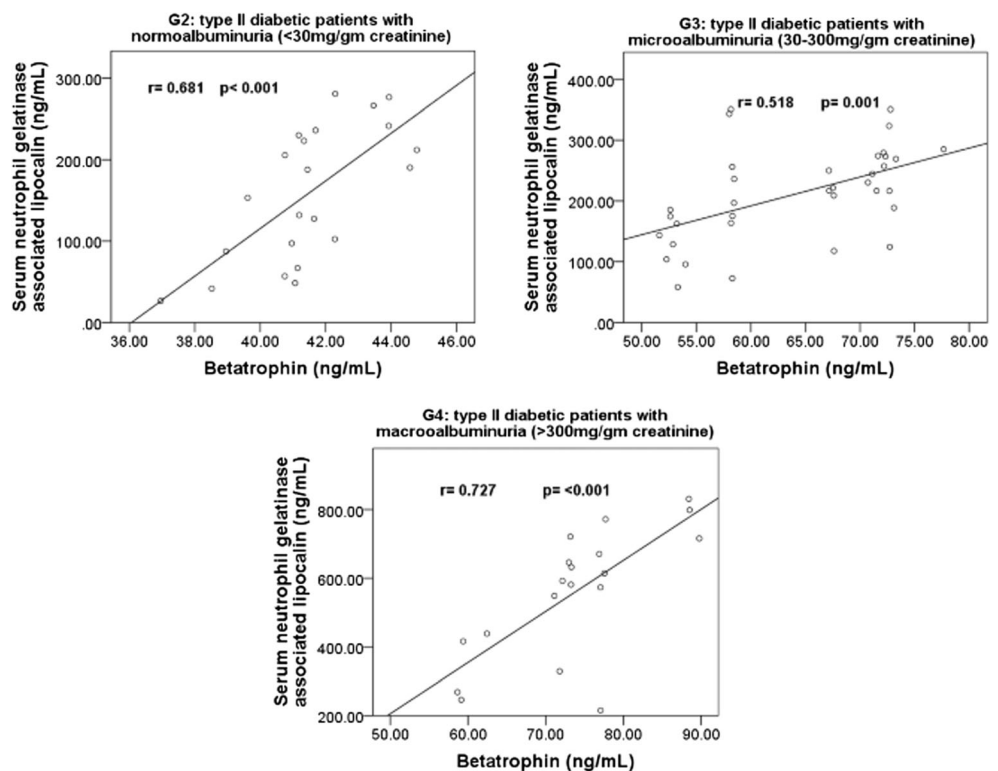 G2: type II diabetic patients with
normoalbuminuria (<30mg/gm creatinine)
Serum neutrophil gelatinase
associated lipocalin (ng/mL)
300.00
200.00
100.00
.00
r= 0.681 p< 0.001
36.00 38.00 40.00 42.00 44.00 46.00
Betatrophin (ng/mL)
G3: type II diabetic patients with
microoalbuminuria (30-300mg/gm creatinine)
Serum neutrophil gelatinase
associated lipocalin (ng/mL)
400.00
300.00
200.00
100.00
.00
r= 0.518 p= 0.001
50.00 55.00 60.00 65.00 70.00 75.00 80.00
Betatrophin (ng/mL)
G4: type II diabetic patients with
macrooalbuminuria (>300mg/gm creatinine)
Serum neutrophil gelatinase
associated lipocalin (ng/mL)
800.00
600.00
400.00
200.00
r= 0.727 p= <0.001
50.00 60.00 70.00 80.00 90.00
Betatrophin (ng/mL)